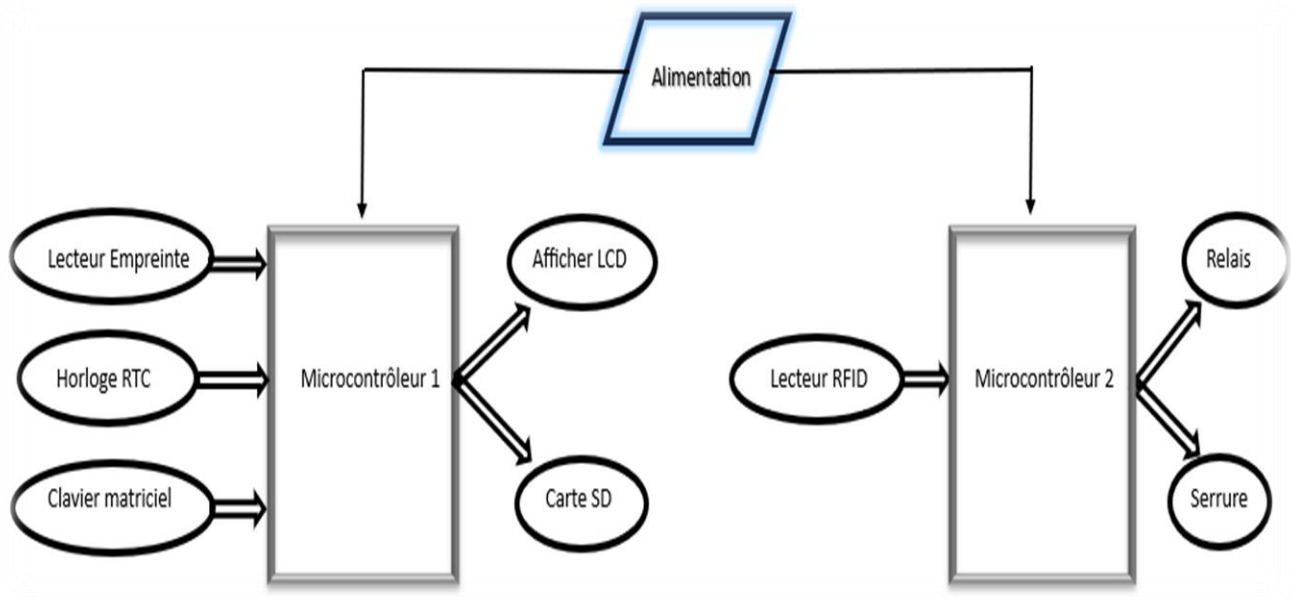 Alimentation
Lecteur Empreinte
Horloge RTC
Clavier matriciel
Microcontrôleur 1
Afficher LCD
Carte SD
Lecteur RFID
Microcontrôleur 2
Relais
Serrure